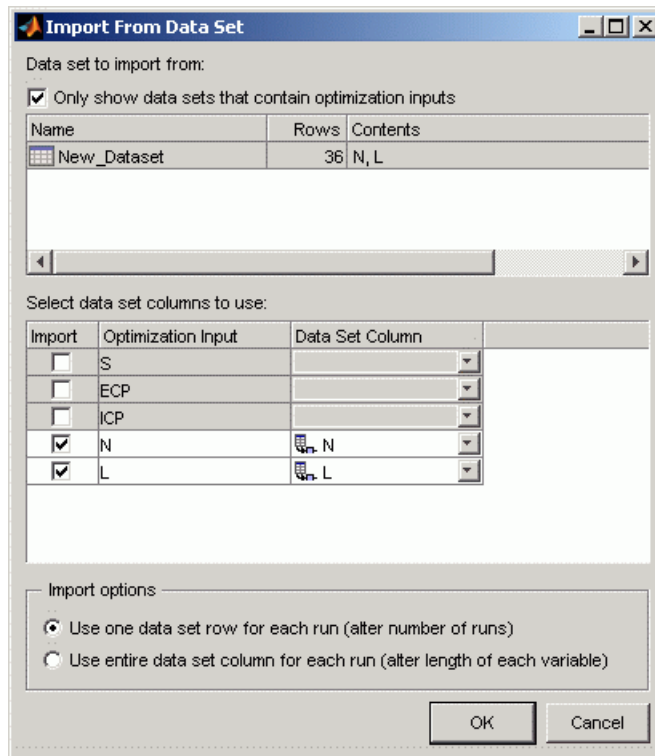 Import From Data Set
Data set to import from:
Only show data sets that contain optimization inputs
Name Rows Contents
New_Dataset 36 N, L
Select data set columns to use:
Import Optimization Input Data Set Column
S
ECP
ICP
N N
L L
Import options
Use one data set row for each run (alter number of runs)
Use entire data set column for each run (alter length of each variable)
OK Cancel